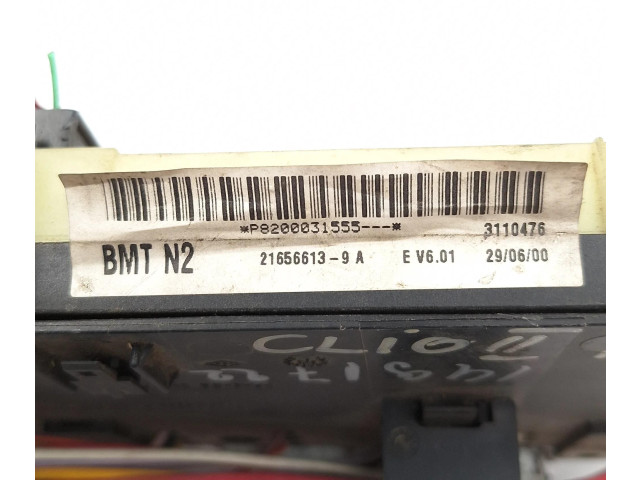 *P8200031555---*
3110476
BMT N2 21656613-9 A E V6.01 29/06/00
CLIO II